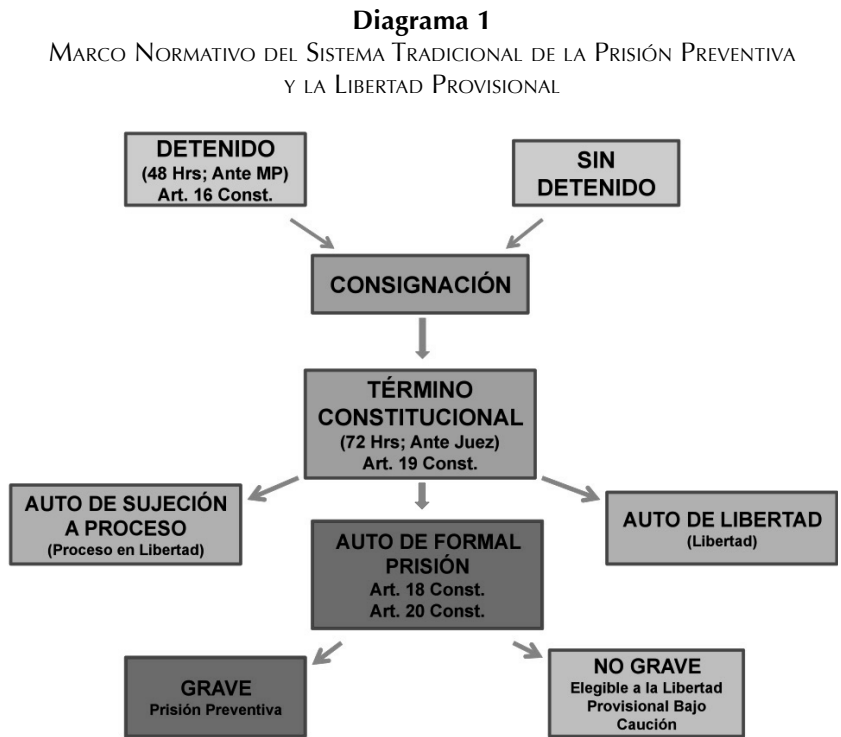 Diagrama 1
Marco Normativo del Sistema Tradicional de la Prisión Preventiva
y la Libertad Provisional
DETENIDO
(48 Hrs; Ante MP)
Art. 16 Const.
SIN
DETENIDO
CONSIGNACIÓN
TÉRMINO
CONSTITUCIONAL
(72 Hrs; Ante Juez)
Art. 19 Const.
AUTO DE SUJECIÓN
A PROCESO
(Proceso en Libertad)
AUTO DE FORMAL
PRISIÓN
Art. 18 Const.
Art. 20 Const.
AUTO DE LIBERTAD
(Libertad)
GRAVE
Prisión Preventiva
NO GRAVE
Elegible a la Libertad
Provisional Bajo
Caución